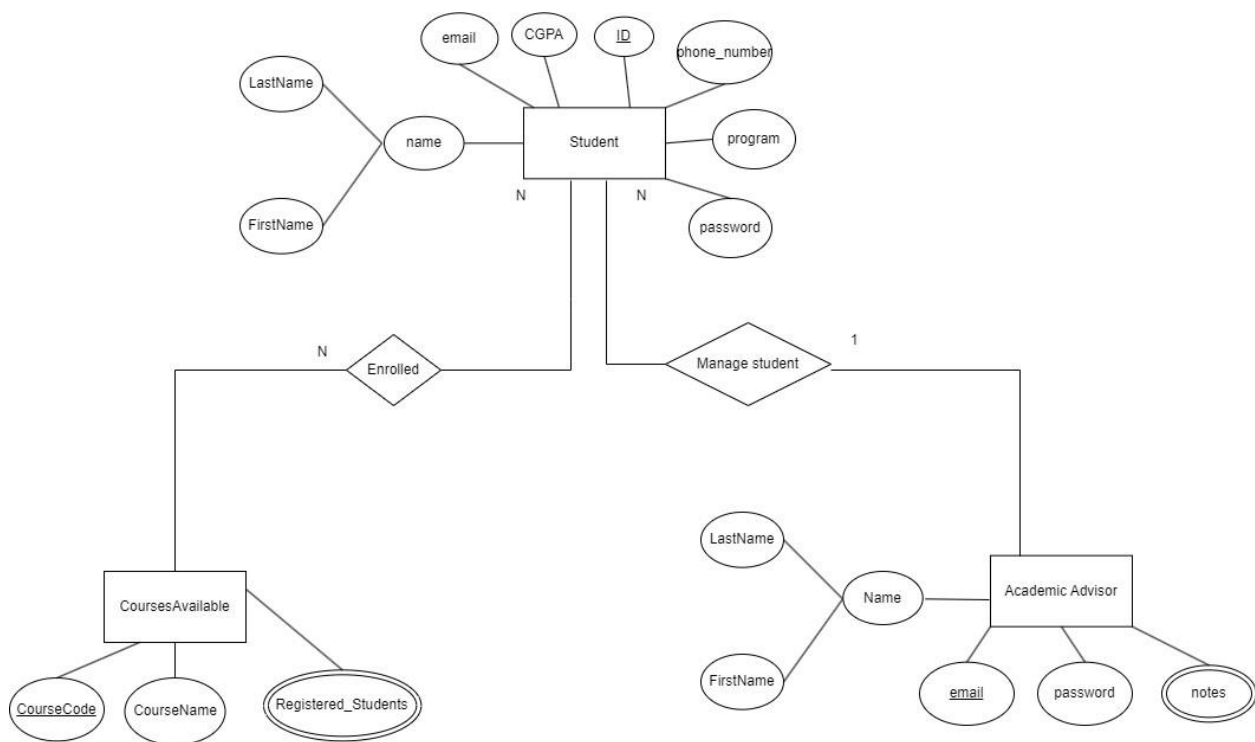 email
CGPA
ID
phone_number
LastName
name
Student
program
FirstName
password
N
N
N
Enrolled
Manage student
1
LastName
CoursesAvailable
Name
Academic Advisor
FirstName
CourseCode
CourseName
Registered_Students
email
password
notes